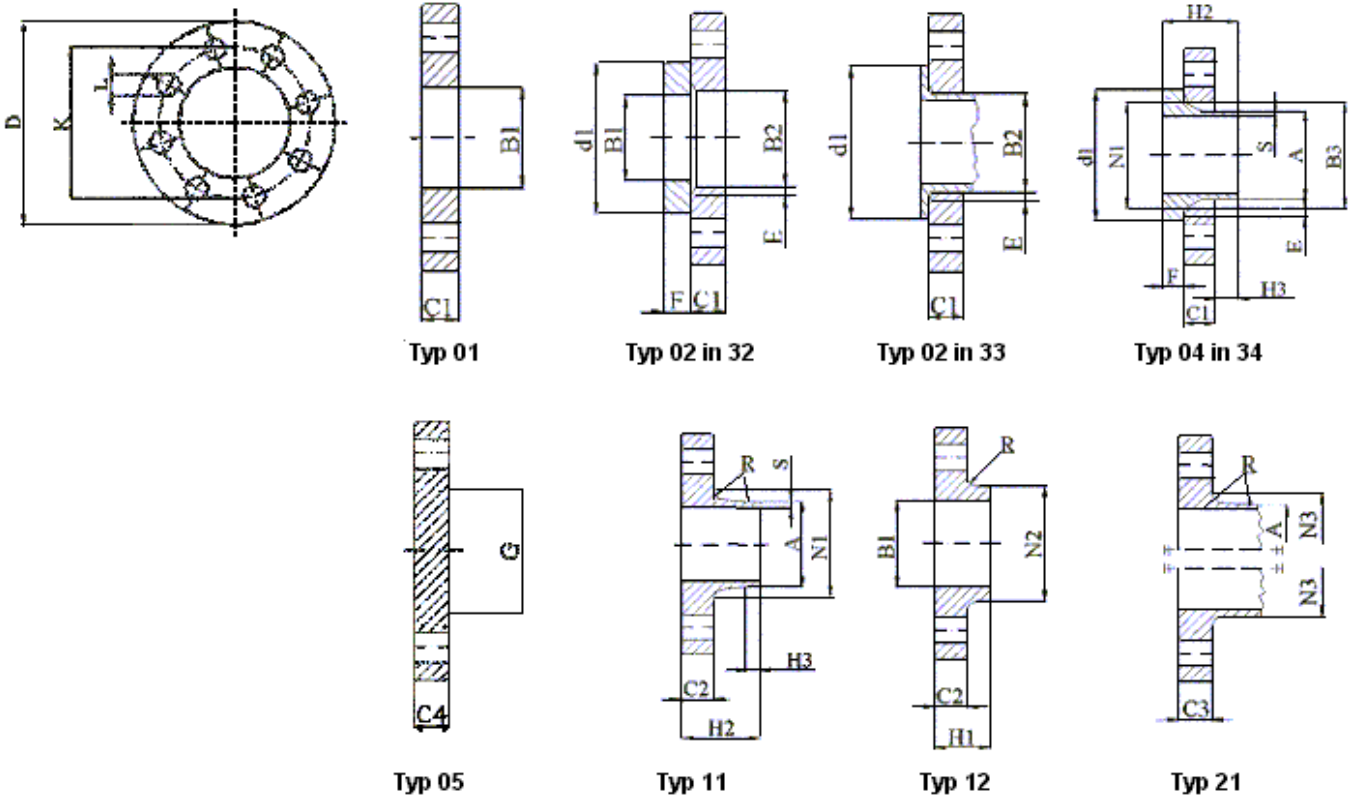 D
K
L
B1
C1
Typ 01
d1
B1
B2
E
F
C1
Typ 02 in 32
d1
B2
E
C1
Typ 02 in 33
H2
d1
N1
S
A
B3
E
F
H3
C1
Typ 04 in 34
G
C4
Typ 05
S
R
A
N1
H3
C2
H2
Typ 11
R
B1
N2
C2
H1
Typ 12
R
A
N3
N3
C3
Typ 21